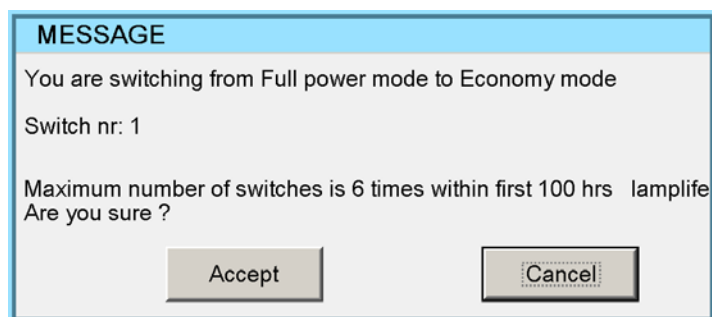 MESSAGE
You are switching from Full power mode to Economy mode
Switch nr: 1
Maximum number of switches is 6 times within first 100 hrs lamplife
Are you sure ?
Accept Cancel